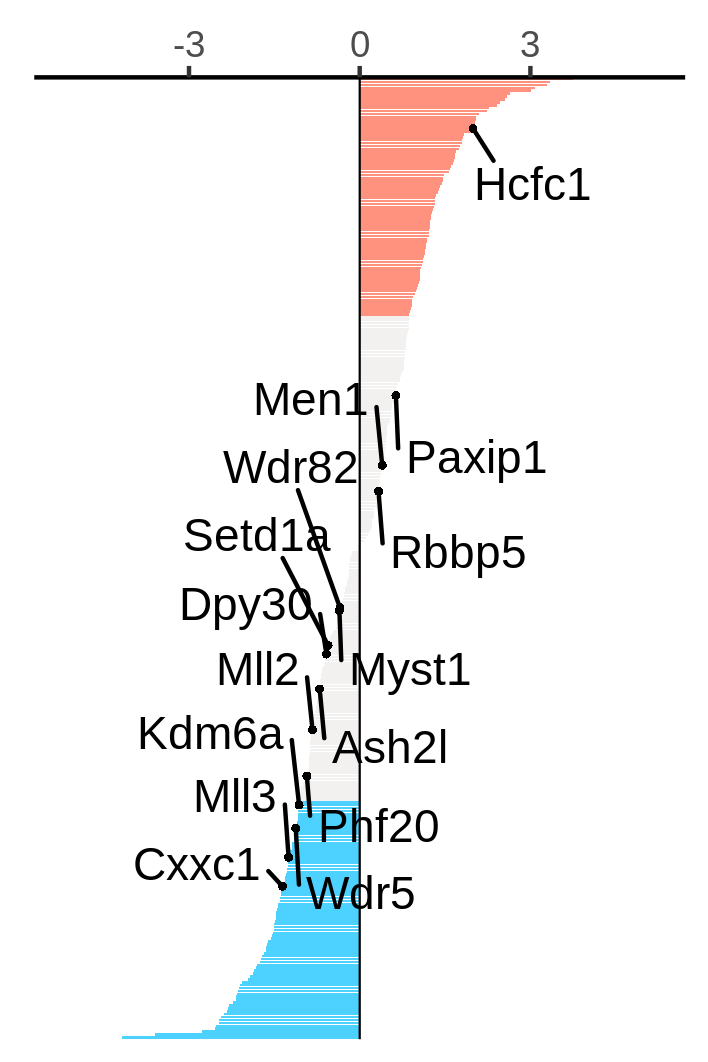 -3 0 3
Hcfc1
Men1
Paxip1
Wdr82
Setd1a
Rbbp5
Dpy30
Mll2
Myst1
Kdm6a
Ash2l
Mll3
Phf20
Cxxc1
Wdr5